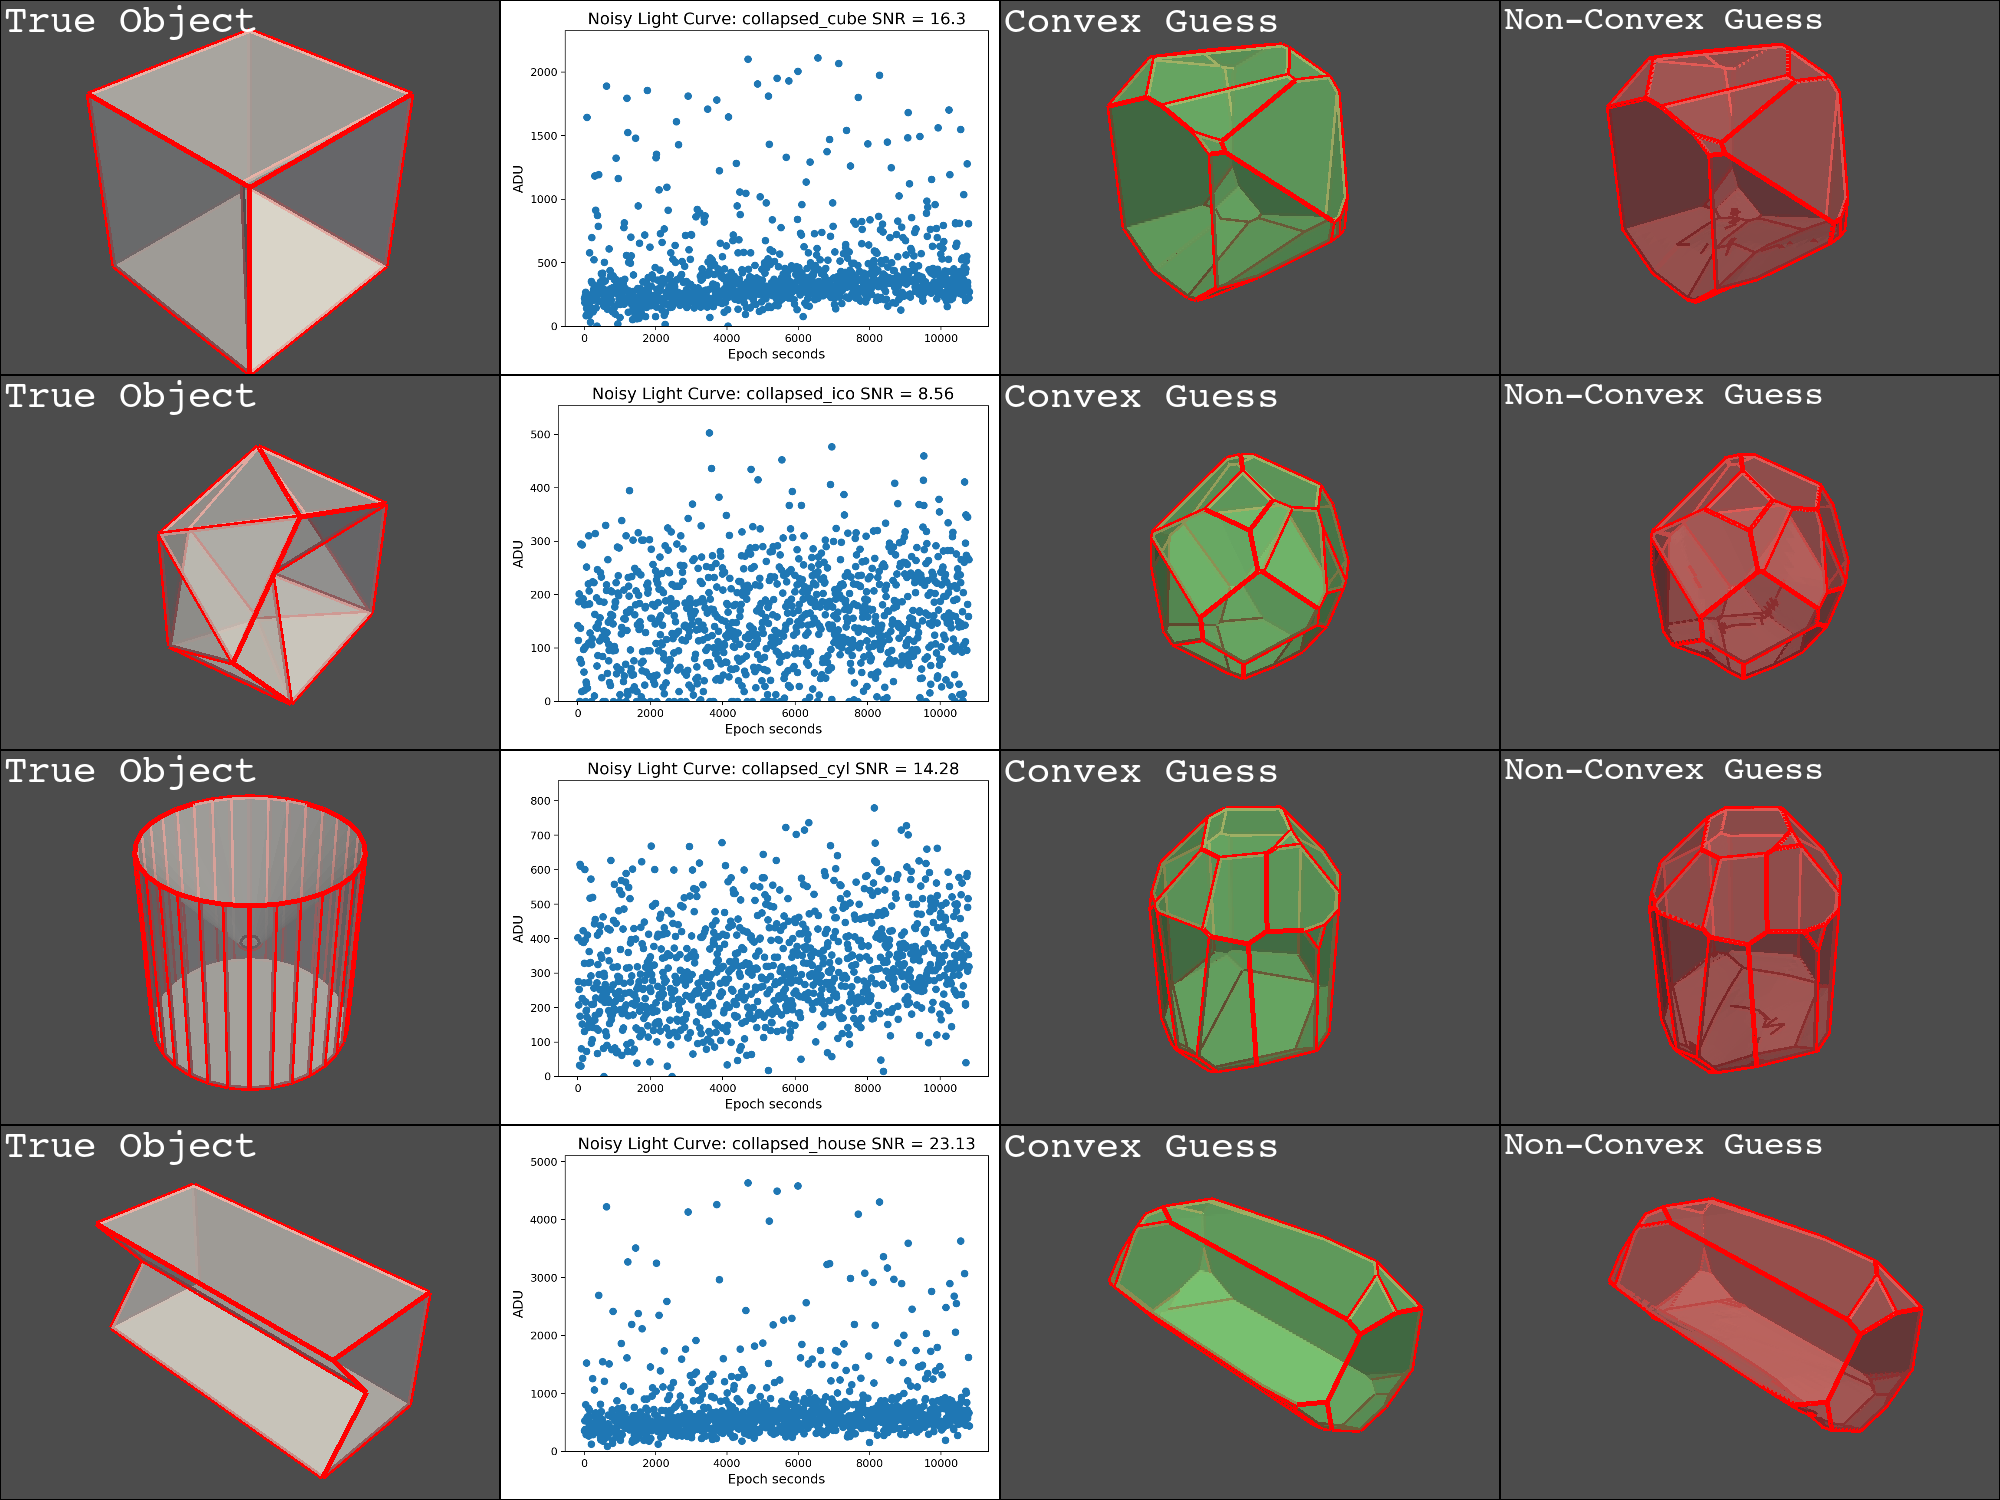 True Object
Noisy Light Curve: collapsed_cube SNR = 16.3
Convex Guess
Non-Convex Guess
2000
1500
1000
500
0
ADU
0 2000 4000 6000 8000 10000
Epoch seconds
True Object
Noisy Light Curve: collapsed_ico SNR = 8.56
Convex Guess
Non-Convex Guess
500
400
300
200
100
0
ADU
0 2000 4000 6000 8000 10000
Epoch seconds
True Object
Noisy Light Curve: collapsed_cyl SNR = 14.28
Convex Guess
Non-Convex Guess
800
700
600
500
400
300
200
100
0
ADU
0 2000 4000 6000 8000 10000
Epoch seconds
True Object
Noisy Light Curve: collapsed_house SNR = 23.13
Convex Guess
Non-Convex Guess
5000
4000
3000
2000
1000
0
ADU
0 2000 4000 6000 8000 10000
Epoch seconds